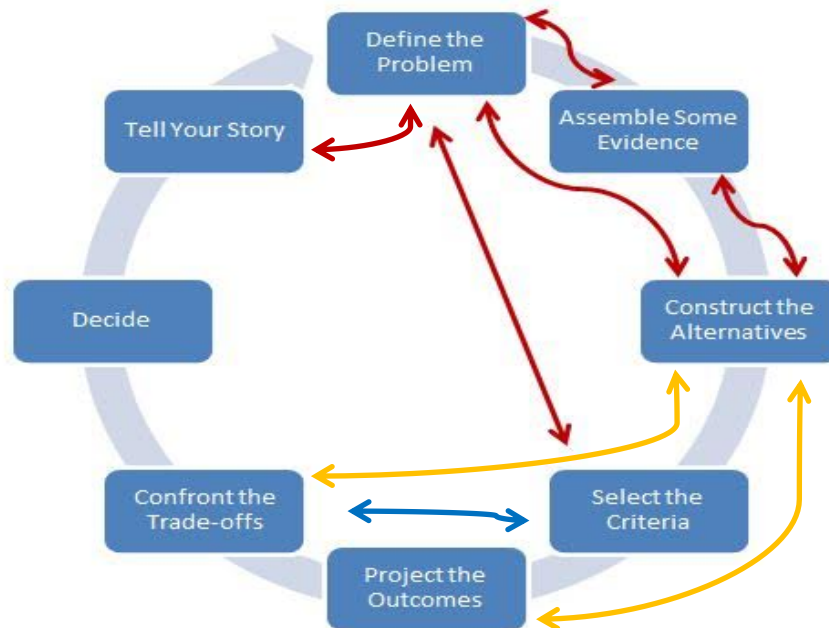 Define the
Problem
Assemble Some
Evidence
Construct the
Alternatives
Select the
Criteria
Project the
Outcomes
Confront the
Trade-offs
Decide
Tell Your Story